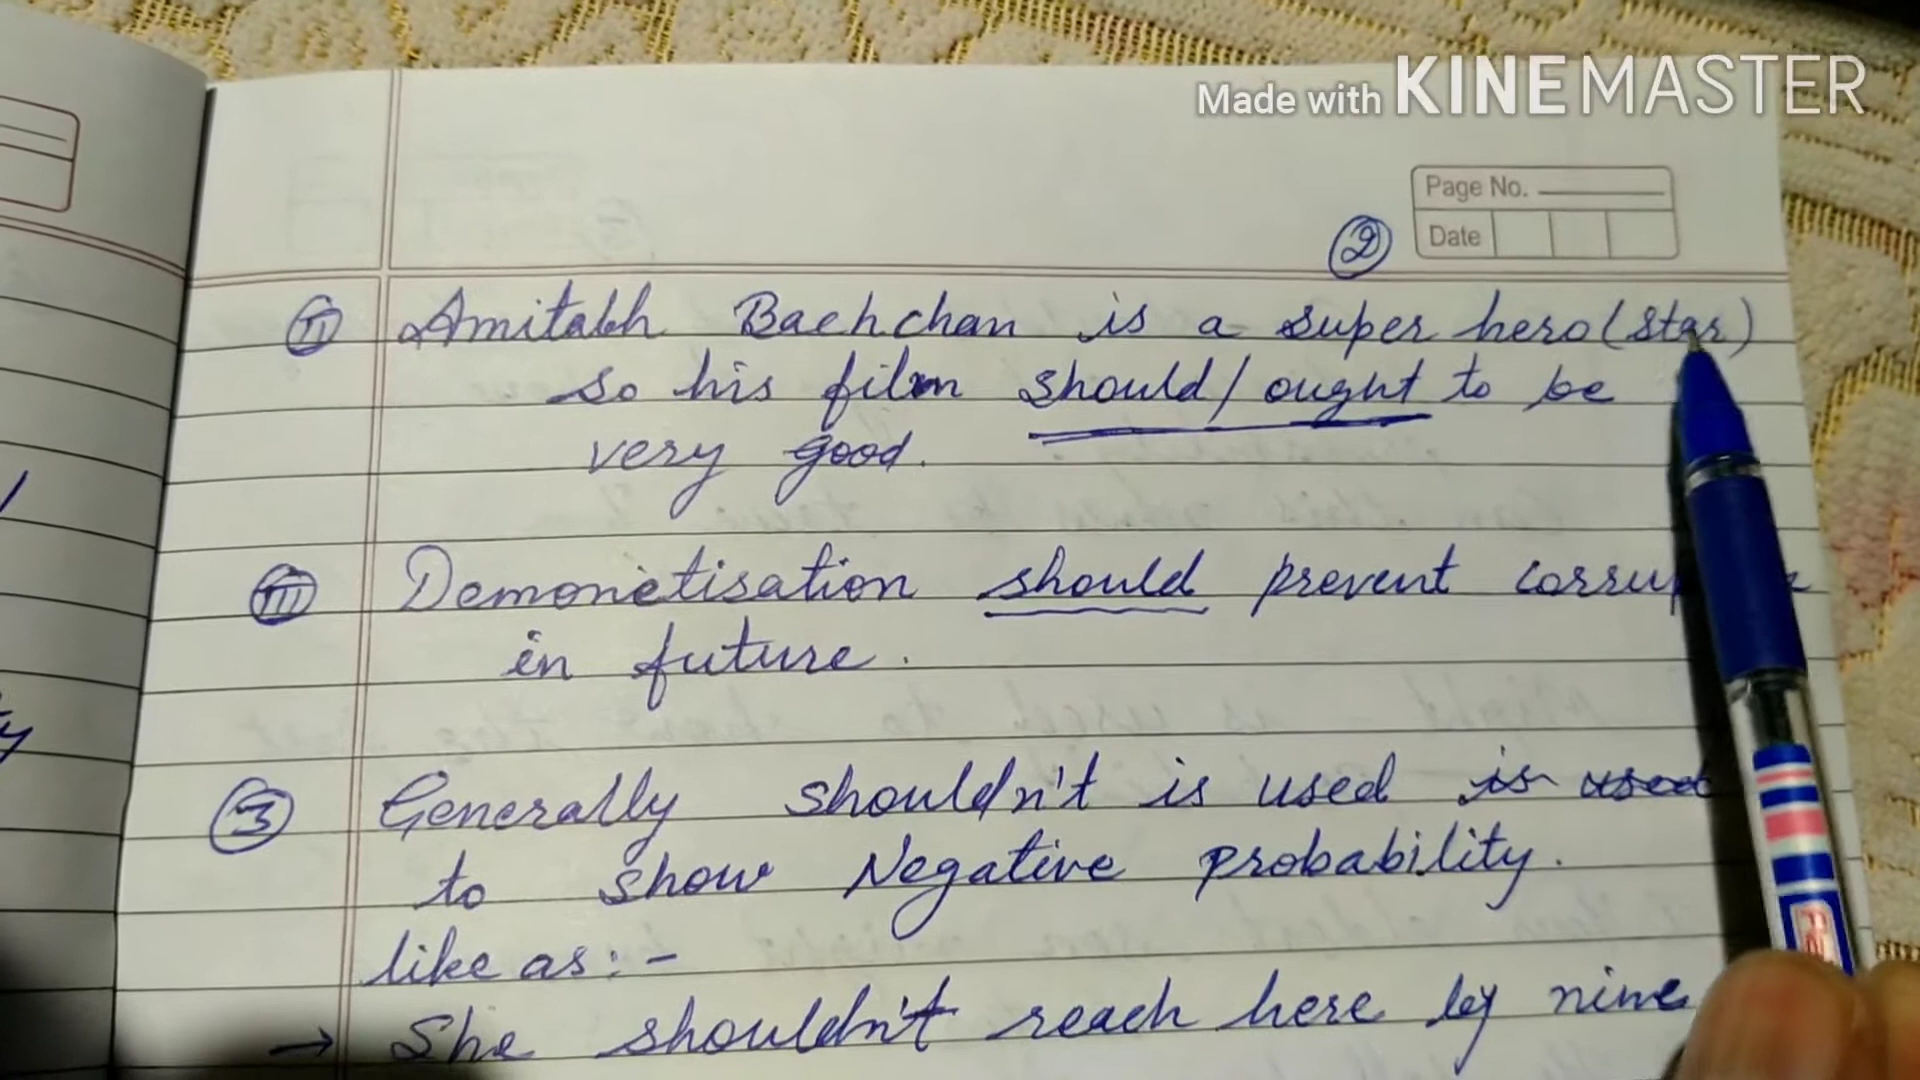 Made with KINEMASTER
Page No.
Date
2
II Amitabh Bachchan is a super hero (star)
so his film should / ought to be
very good.
III Demonetisation should prevent
in future.
3 Generally shouldn't is used is used
to show Negative probability.
like as :-
→ She shouldn't reach here by nine